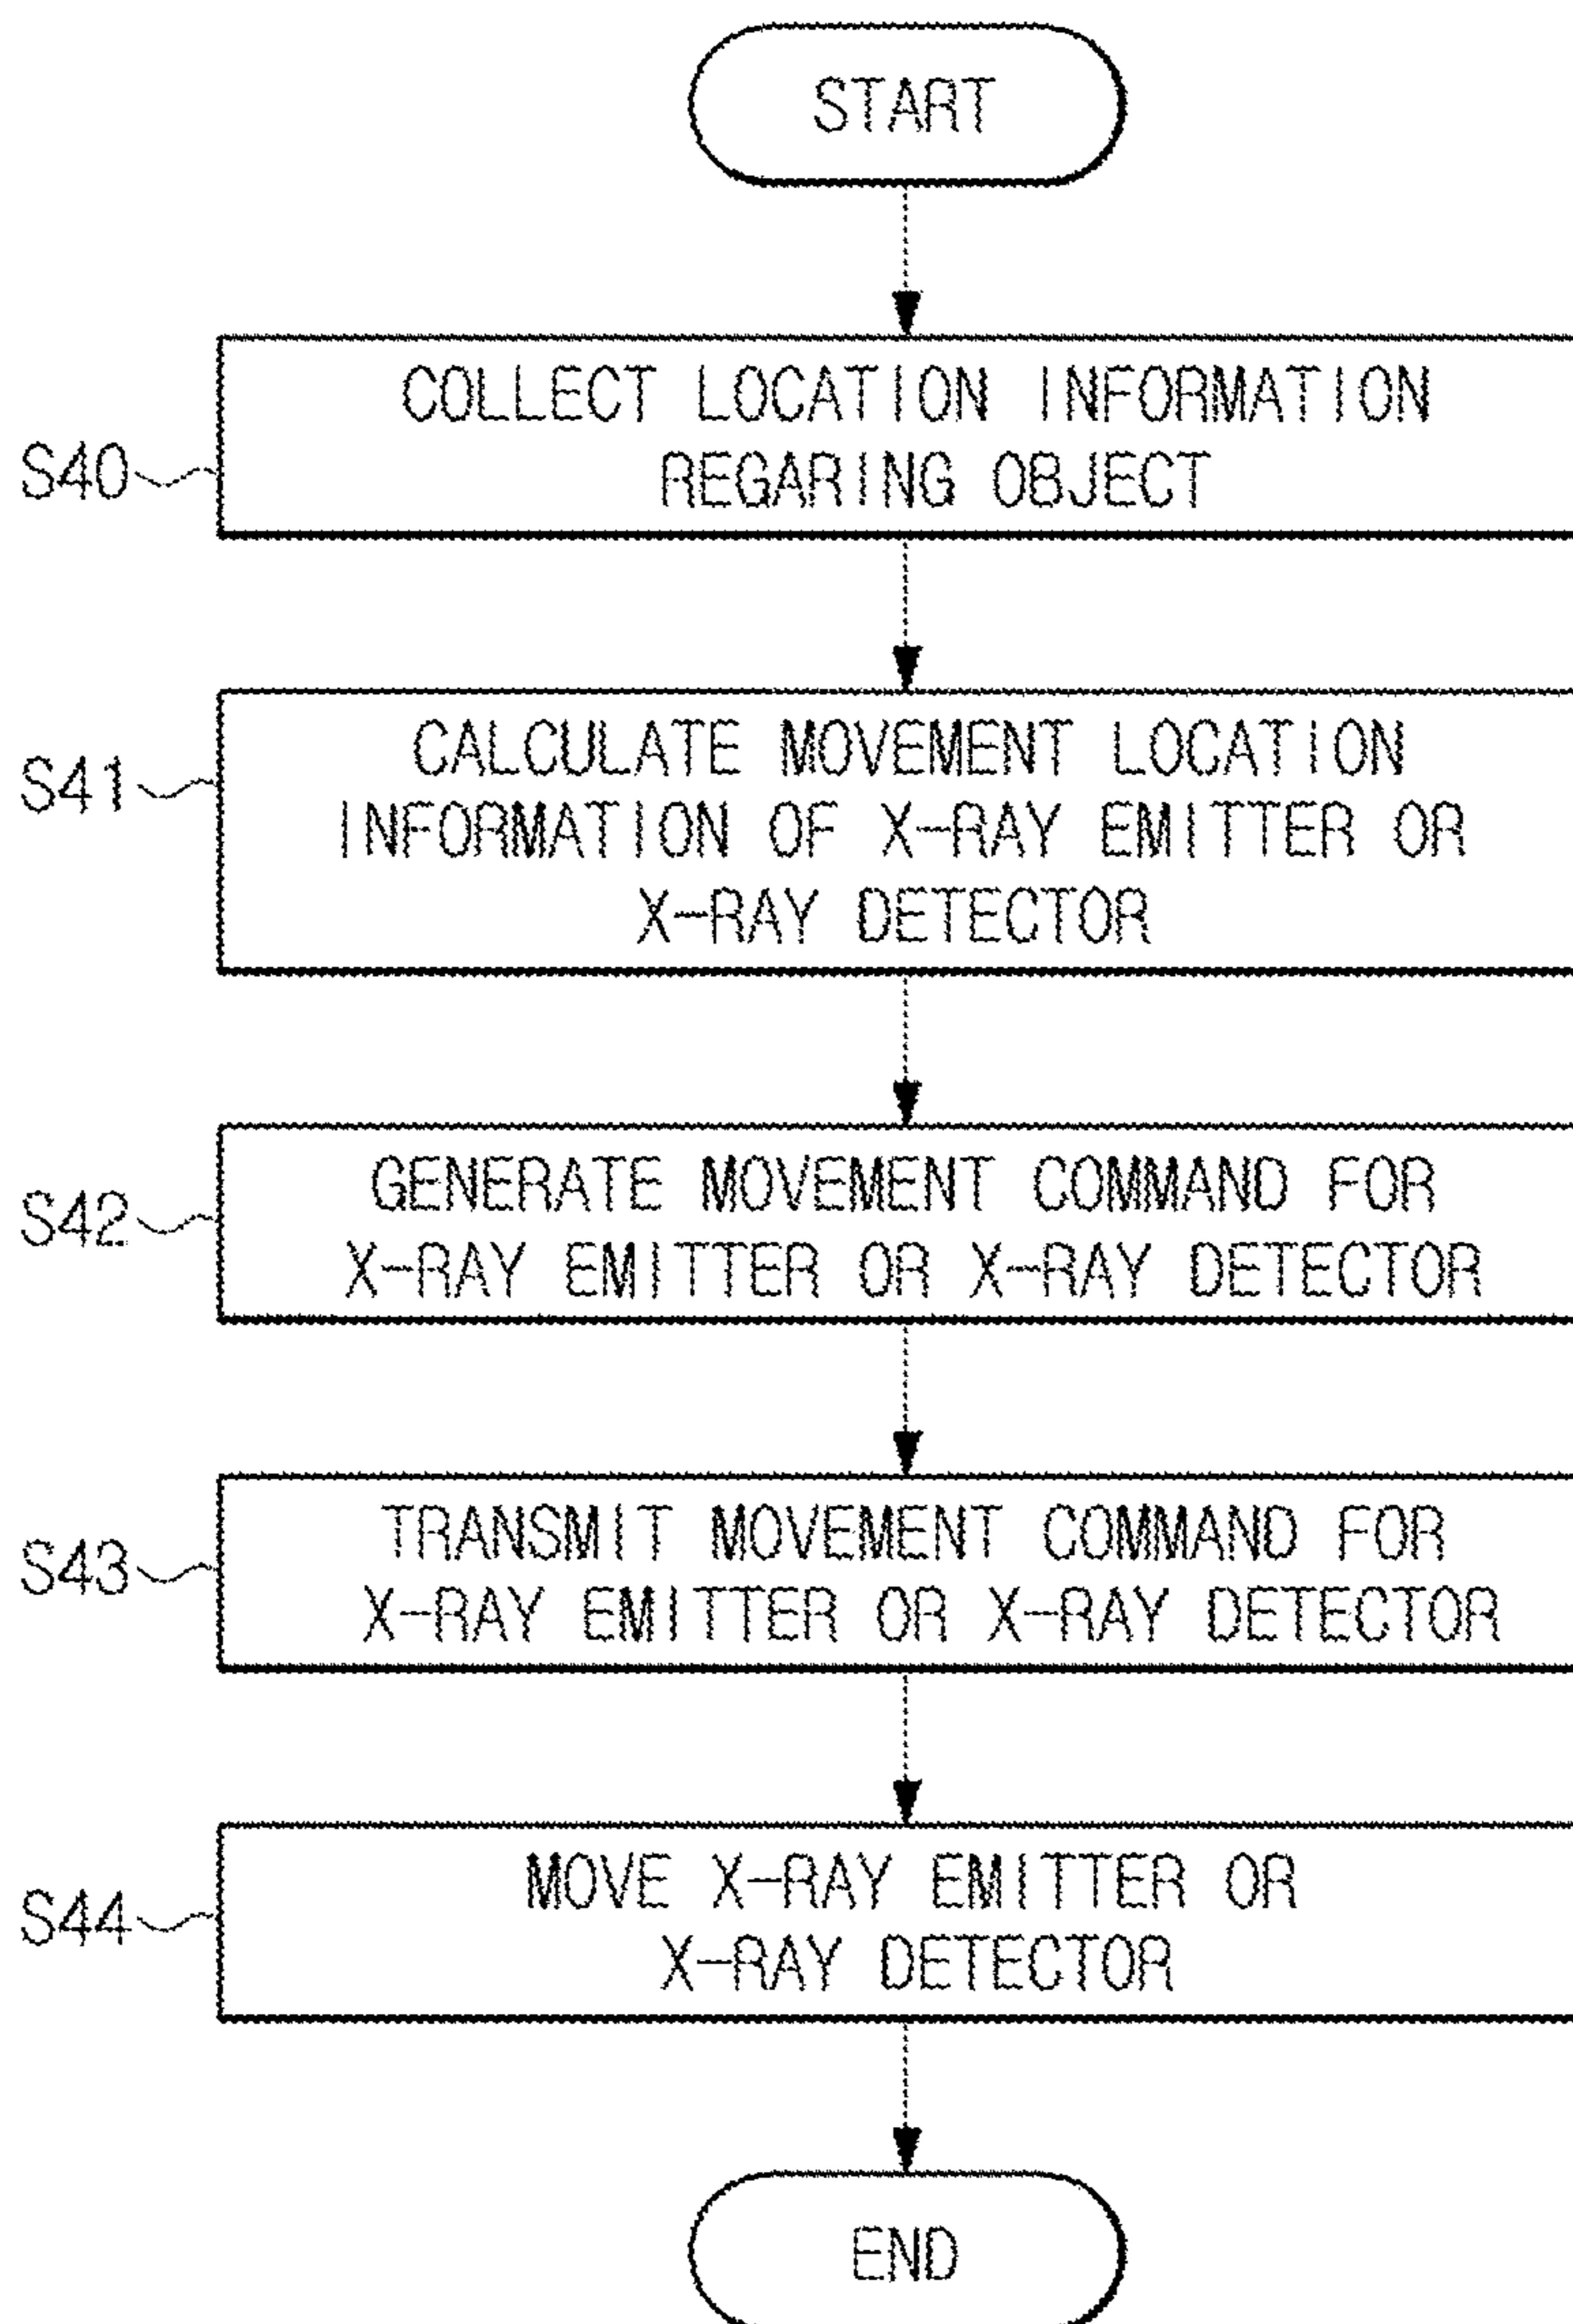 START
COLLECT LOCATION INFORMATION
REGARING OBJECT
S40
CALCULATE MOVEMENT LOCATION
INFORMATION OF X-RAY EMITTER OR
X-RAY DETECTOR
S41
GENERATE MOVEMENT COMMAND FOR
X-RAY EMITTER OR X-RAY DETECTOR
S42
TRANSMIT MOVEMENT COMMAND FOR
X-RAY EMITTER OR X-RAY DETECTOR
S43
MOVE X-RAY EMITTER OR
X-RAY DETECTOR
S44
END